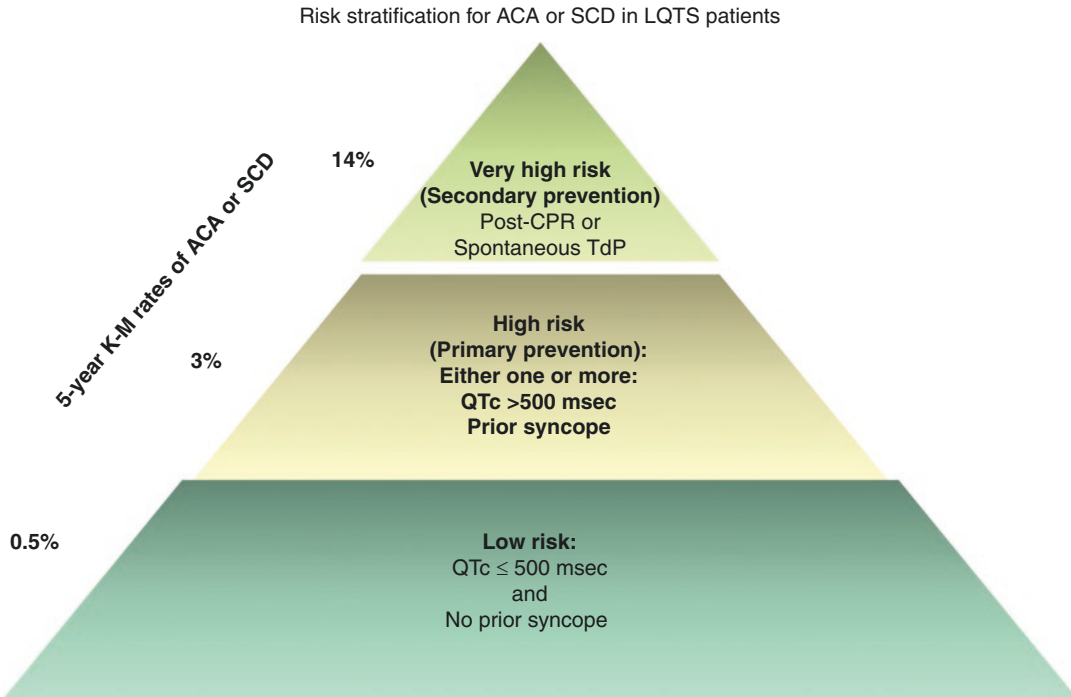 Risk stratification for ACA or SCD in LQTS patients
5-year K-M rates of ACA or SCD
14%
Very high risk
(Secondary prevention)
Post-CPR or
Spontaneous TdP
3%
High risk
(Primary prevention):
Either one or more:
QTc >500 msec
Prior syncope
0.5%
Low risk:
QTc ≤ 500 msec
and
No prior syncope